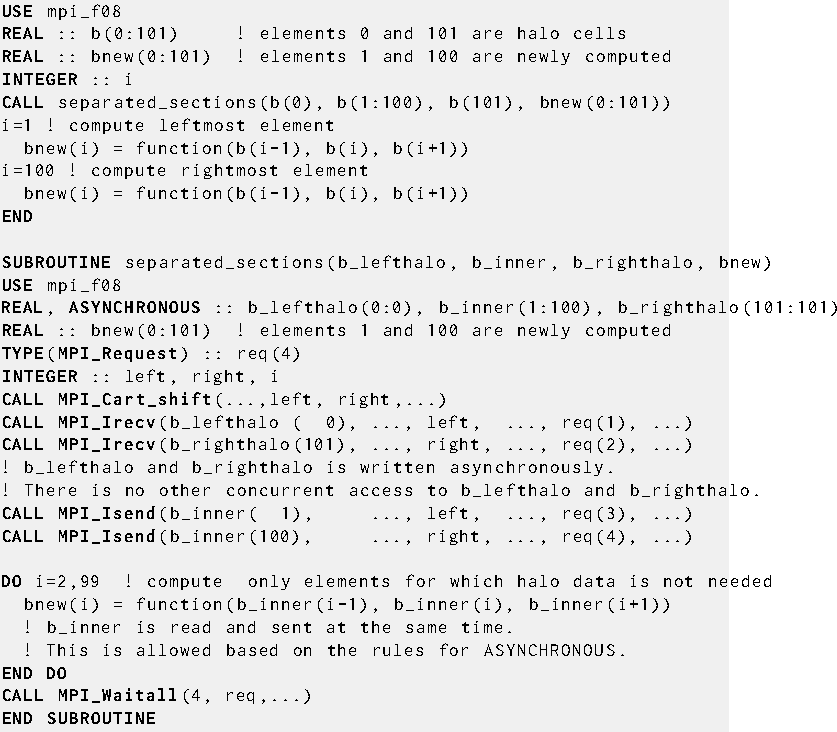 USE mpi_f08
REAL :: b(0:101)     ! elements 0 and 101 are halo cells
REAL :: bnew(0:101)  ! elements 1 and 100 are newly computed
INTEGER :: i
CALL separated_sections(b(0), b(1:100), b(101), bnew(0:101))
i=1 ! compute leftmost element
  bnew(i) = function(b(i-1), b(i), b(i+1))
i=100 ! compute rightmost element
  bnew(i) = function(b(i-1), b(i), b(i+1))
END

SUBROUTINE separated_sections(b_lefthalo, b_inner, b_righthalo, bnew)
USE mpi_f08
REAL, ASYNCHRONOUS :: b_lefthalo(0:0), b_inner(1:100), b_righthalo(101:101)
REAL :: bnew(0:101)  ! elements 1 and 100 are newly computed
TYPE(MPI_Request) :: req(4)
INTEGER :: left, right, i
CALL MPI_Cart_shift(...,left, right,...)
CALL MPI_Irecv(b_lefthalo (  0), ..., left,  ..., req(1), ...)
CALL MPI_Irecv(b_righthalo(101), ..., right, ..., req(2), ...)
! b_lefthalo and b_righthalo is written asynchronously.
! There is no other concurrent access to b_lefthalo and b_righthalo.
CALL MPI_Isend(b_inner(  1),     ..., left,  ..., req(3), ...)
CALL MPI_Isend(b_inner(100),     ..., right, ..., req(4), ...)

DO i=2,99  ! compute  only elements for which halo data is not needed
  bnew(i) = function(b_inner(i-1), b_inner(i), b_inner(i+1))
  ! b_inner is read and sent at the same time.
  ! This is allowed based on the rules for ASYNCHRONOUS.
END DO
CALL MPI_Waitall(4, req,...)
END SUBROUTINE